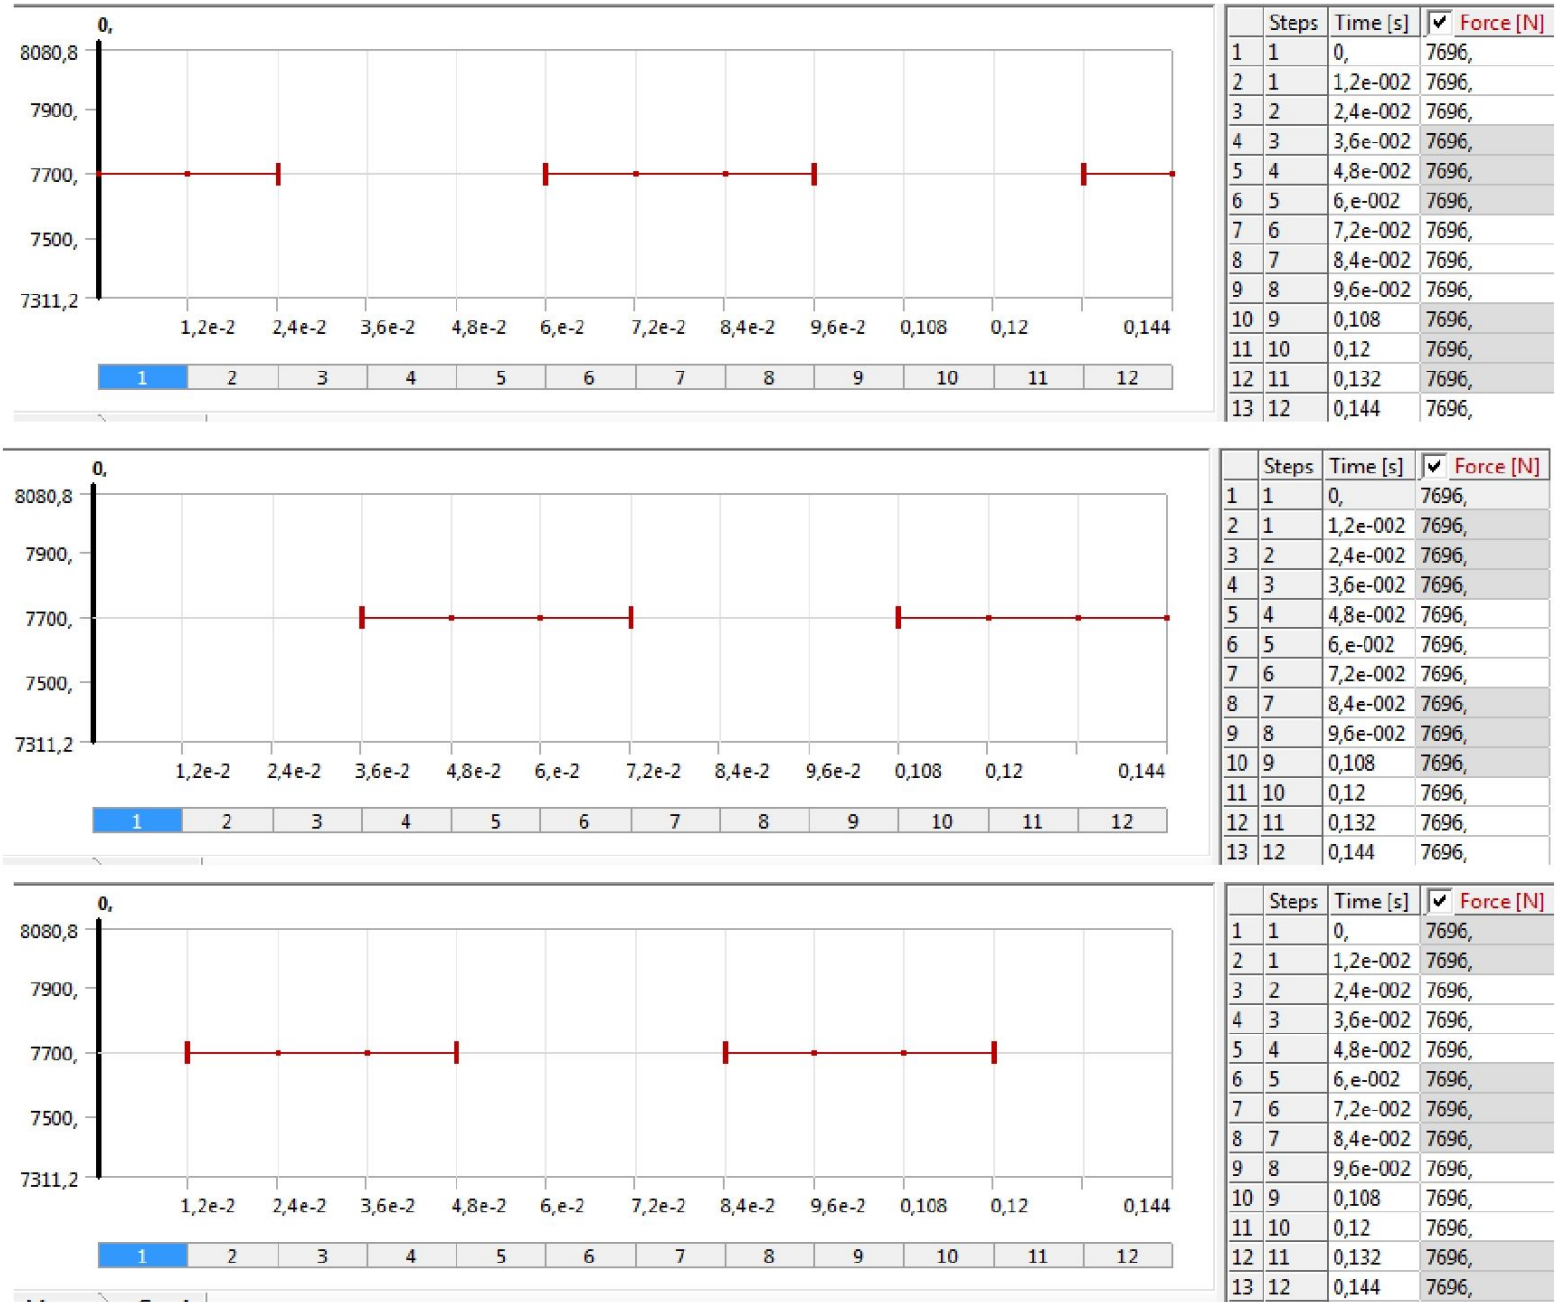 0,
8080,8
7900,
7700,
7500,
7311,2
1,2e-2 2,4e-2 3,6e-2 4,8e-2 6,e-2 7,2e-2 8,4e-2 9,6e-2 0,108 0,12 0,144
1 2 3 4 5 6 7 8 9 10 11 12
Steps Time [s] Force [N]
1 1 0, 7696,
2 1 1,2e-002 7696,
3 2 2,4e-002 7696,
4 3 3,6e-002 7696,
5 4 4,8e-002 7696,
6 5 6,e-002 7696,
7 6 7,2e-002 7696,
8 7 8,4e-002 7696,
9 8 9,6e-002 7696,
10 9 0,108 7696,
11 10 0,12 7696,
12 11 0,132 7696,
13 12 0,144 7696,
0,
8080,8
7900,
7700,
7500,
7311,2
1,2e-2 2,4e-2 3,6e-2 4,8e-2 6,e-2 7,2e-2 8,4e-2 9,6e-2 0,108 0,12 0,144
1 2 3 4 5 6 7 8 9 10 11 12
Steps Time [s] Force [N]
1 1 0, 7696,
2 1 1,2e-002 7696,
3 2 2,4e-002 7696,
4 3 3,6e-002 7696,
5 4 4,8e-002 7696,
6 5 6,e-002 7696,
7 6 7,2e-002 7696,
8 7 8,4e-002 7696,
9 8 9,6e-002 7696,
10 9 0,108 7696,
11 10 0,12 7696,
12 11 0,132 7696,
13 12 0,144 7696,
0,
8080,8
7900,
7700,
7500,
7311,2
1,2e-2 2,4e-2 3,6e-2 4,8e-2 6,e-2 7,2e-2 8,4e-2 9,6e-2 0,108 0,12 0,144
1 2 3 4 5 6 7 8 9 10 11 12
Steps Time [s] Force [N]
1 1 0, 7696,
2 1 1,2e-002 7696,
3 2 2,4e-002 7696,
4 3 3,6e-002 7696,
5 4 4,8e-002 7696,
6 5 6,e-002 7696,
7 6 7,2e-002 7696,
8 7 8,4e-002 7696,
9 8 9,6e-002 7696,
10 9 0,108 7696,
11 10 0,12 7696,
12 11 0,132 7696,
13 12 0,144 7696,